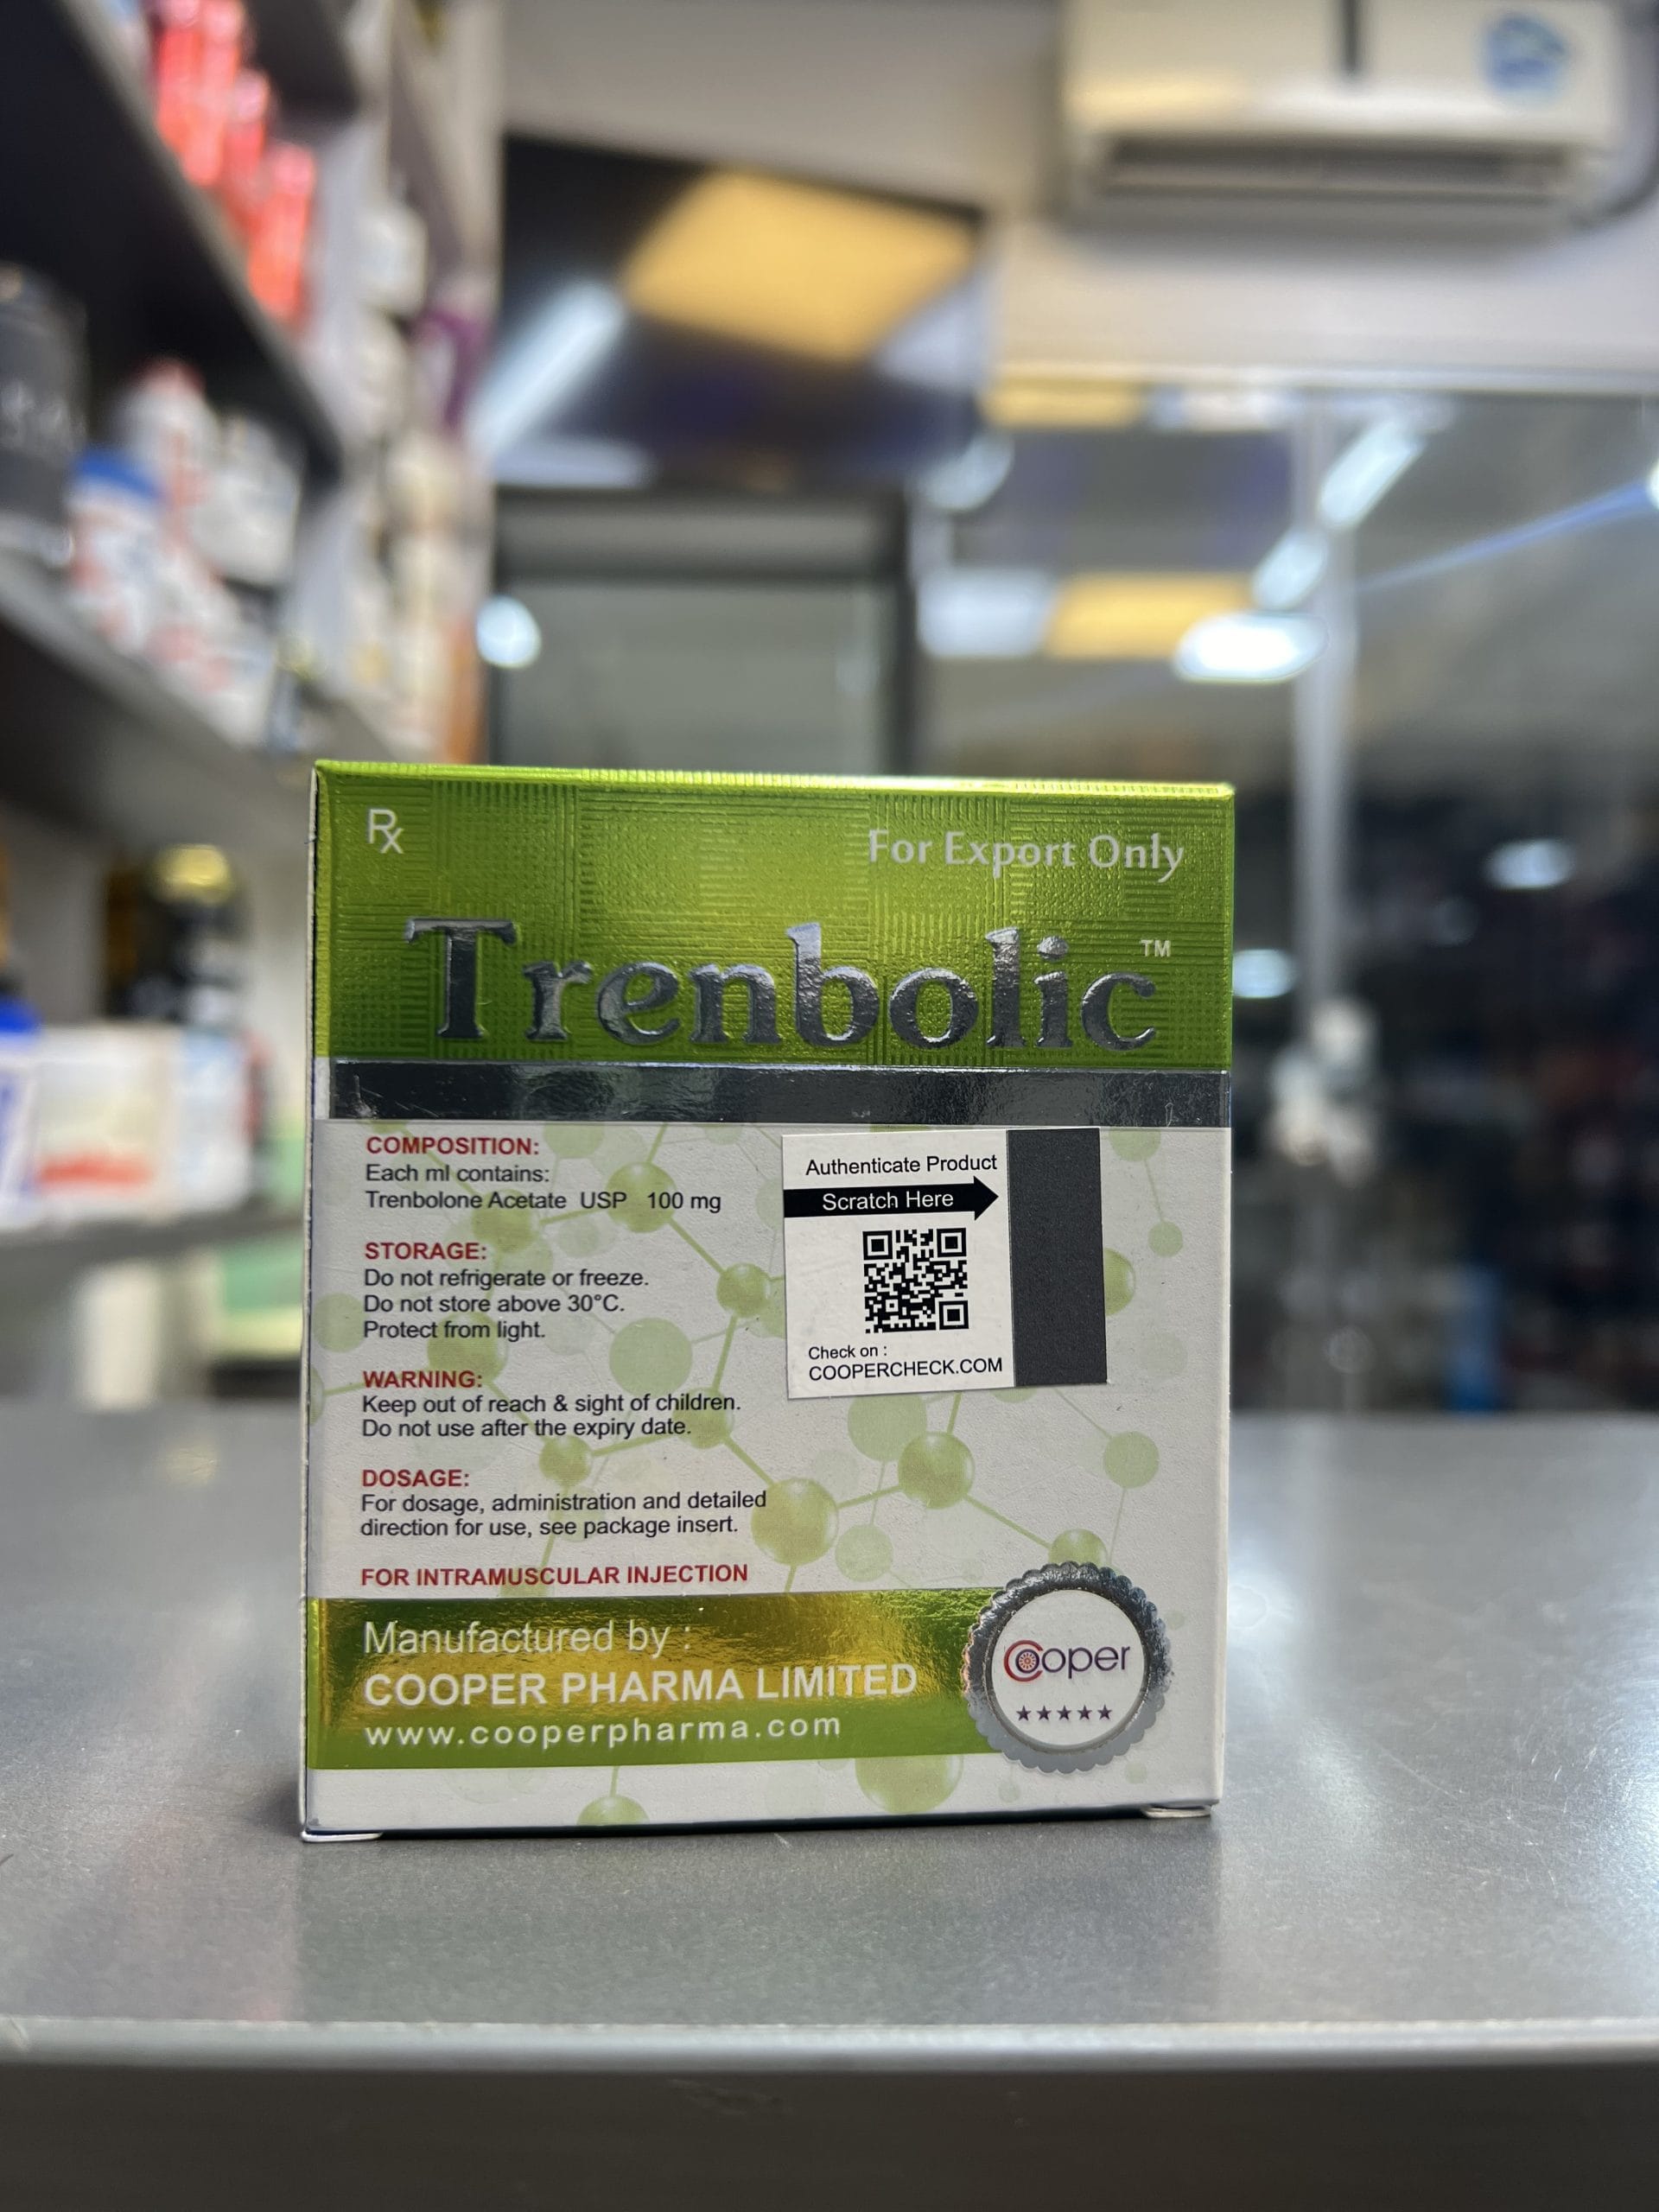 Rx
For Export Only
Trenbolic™
COMPOSITION:
Each ml contains:
Trenbolone Acetate USP 100 mg
STORAGE:
Do not refrigerate or freeze.
Do not store above 30°C.
Protect from light.
WARNING:
Keep out of reach & sight of children.
Do not use after the expiry date.
DOSAGE:
For dosage, administration and detailed
direction for use, see package insert.
FOR INTRAMUSCULAR INJECTION
Authenticate Product
Scratch Here
Check on :
COOPERCHECK.COM
Manufactured by :
COOPER PHARMA LIMITED
www.cooperpharma.com
Cooper